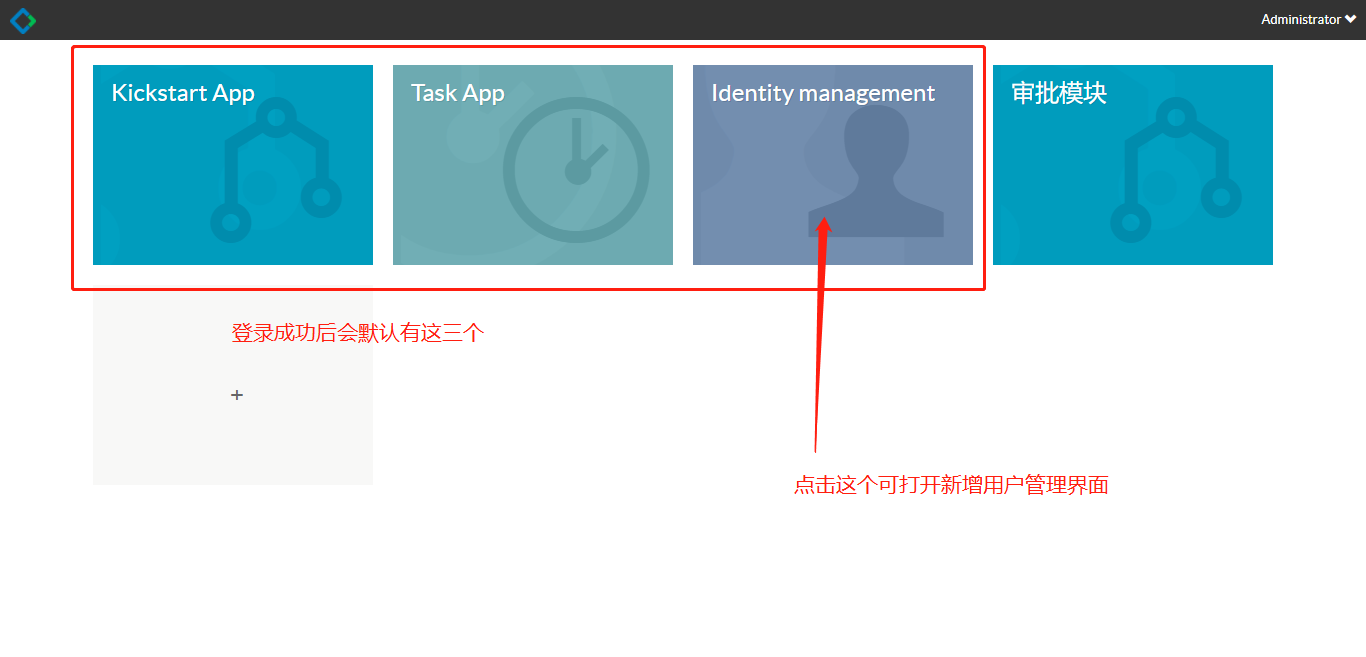 Administrator
Kickstart App
Task App
Identity management
审批模块
登录成功后会默认有这三个
+
点击这个可打开新增用户管理界面